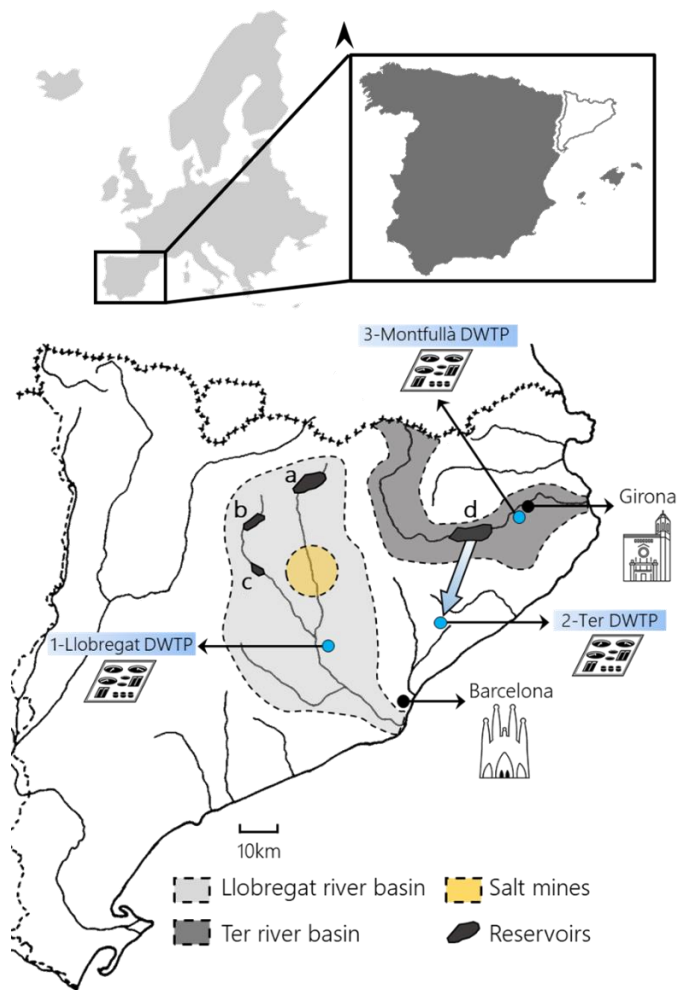 3-Montfullà DWTP
a
b
c
d
Girona
1-Llobregat DWTP
2-Ter DWTP
Barcelona
10km
Llobregat river basin
Salt mines
Ter river basin
Reservoirs